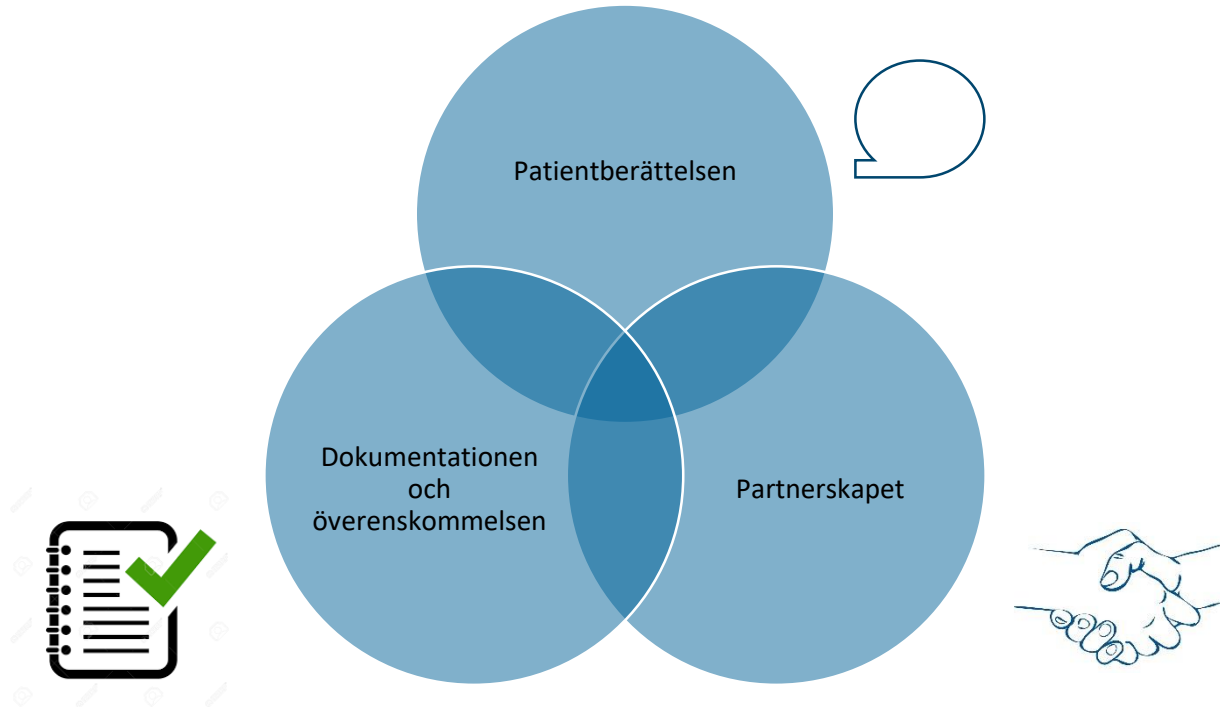 Patientberättelsen
Dokumentationen
och
överenskommelsen
Partnerskapet